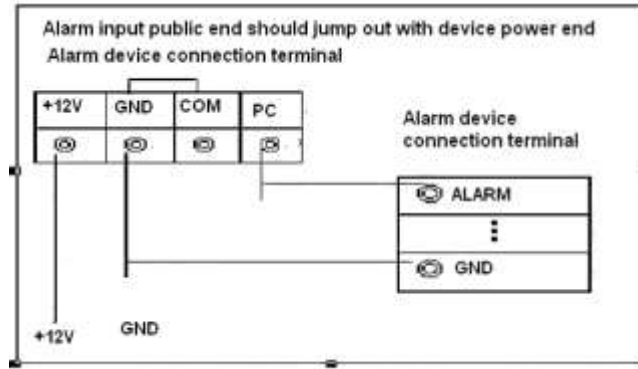 Alarm input public end should jump out with device power end
Alarm device connection terminal
+12V GND COM PC
Alarm device
connection terminal
ALARM
GND
+12V GND